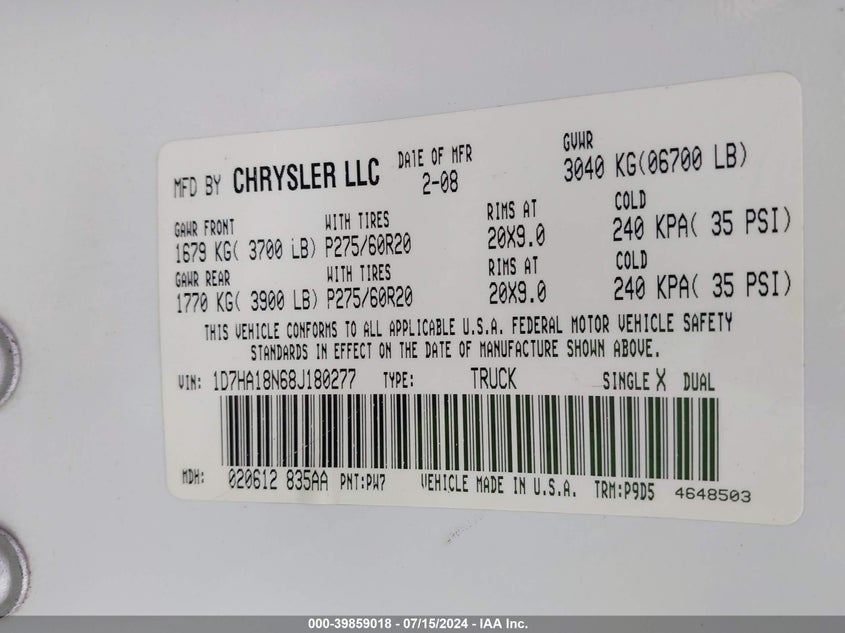 MFD BY CHRYSLER LLC DATE OF MFR 2-08 GVWR 3040 KG(06700 LB)
GAWR FRONT WITH TIRES RIMS AT COLD
1679 KG( 3700 LB) P275/60R20 20X9.0 240 KPA( 35 PSI)
GAWR REAR WITH TIRES RIMS AT COLD
1770 KG( 3900 LB) P275/60R20 20X9.0 240 KPA( 35 PSI)
THIS VEHICLE CONFORMS TO ALL APPLICABLE U.S.A. FEDERAL MOTOR VEHICLE SAFETY
STANDARDS IN EFFECT ON THE DATE OF MANUFACTURE SHOWN ABOVE.
VIN: 1D7HA18N68J180277 TYPE: TRUCK SINGLE X DUAL
MDH: 020612 835AA PNT:PW7 VEHICLE MADE IN U.S.A. TRM:P9D5 4648503
000-39859018 - 07/15/2024 - IAA Inc.